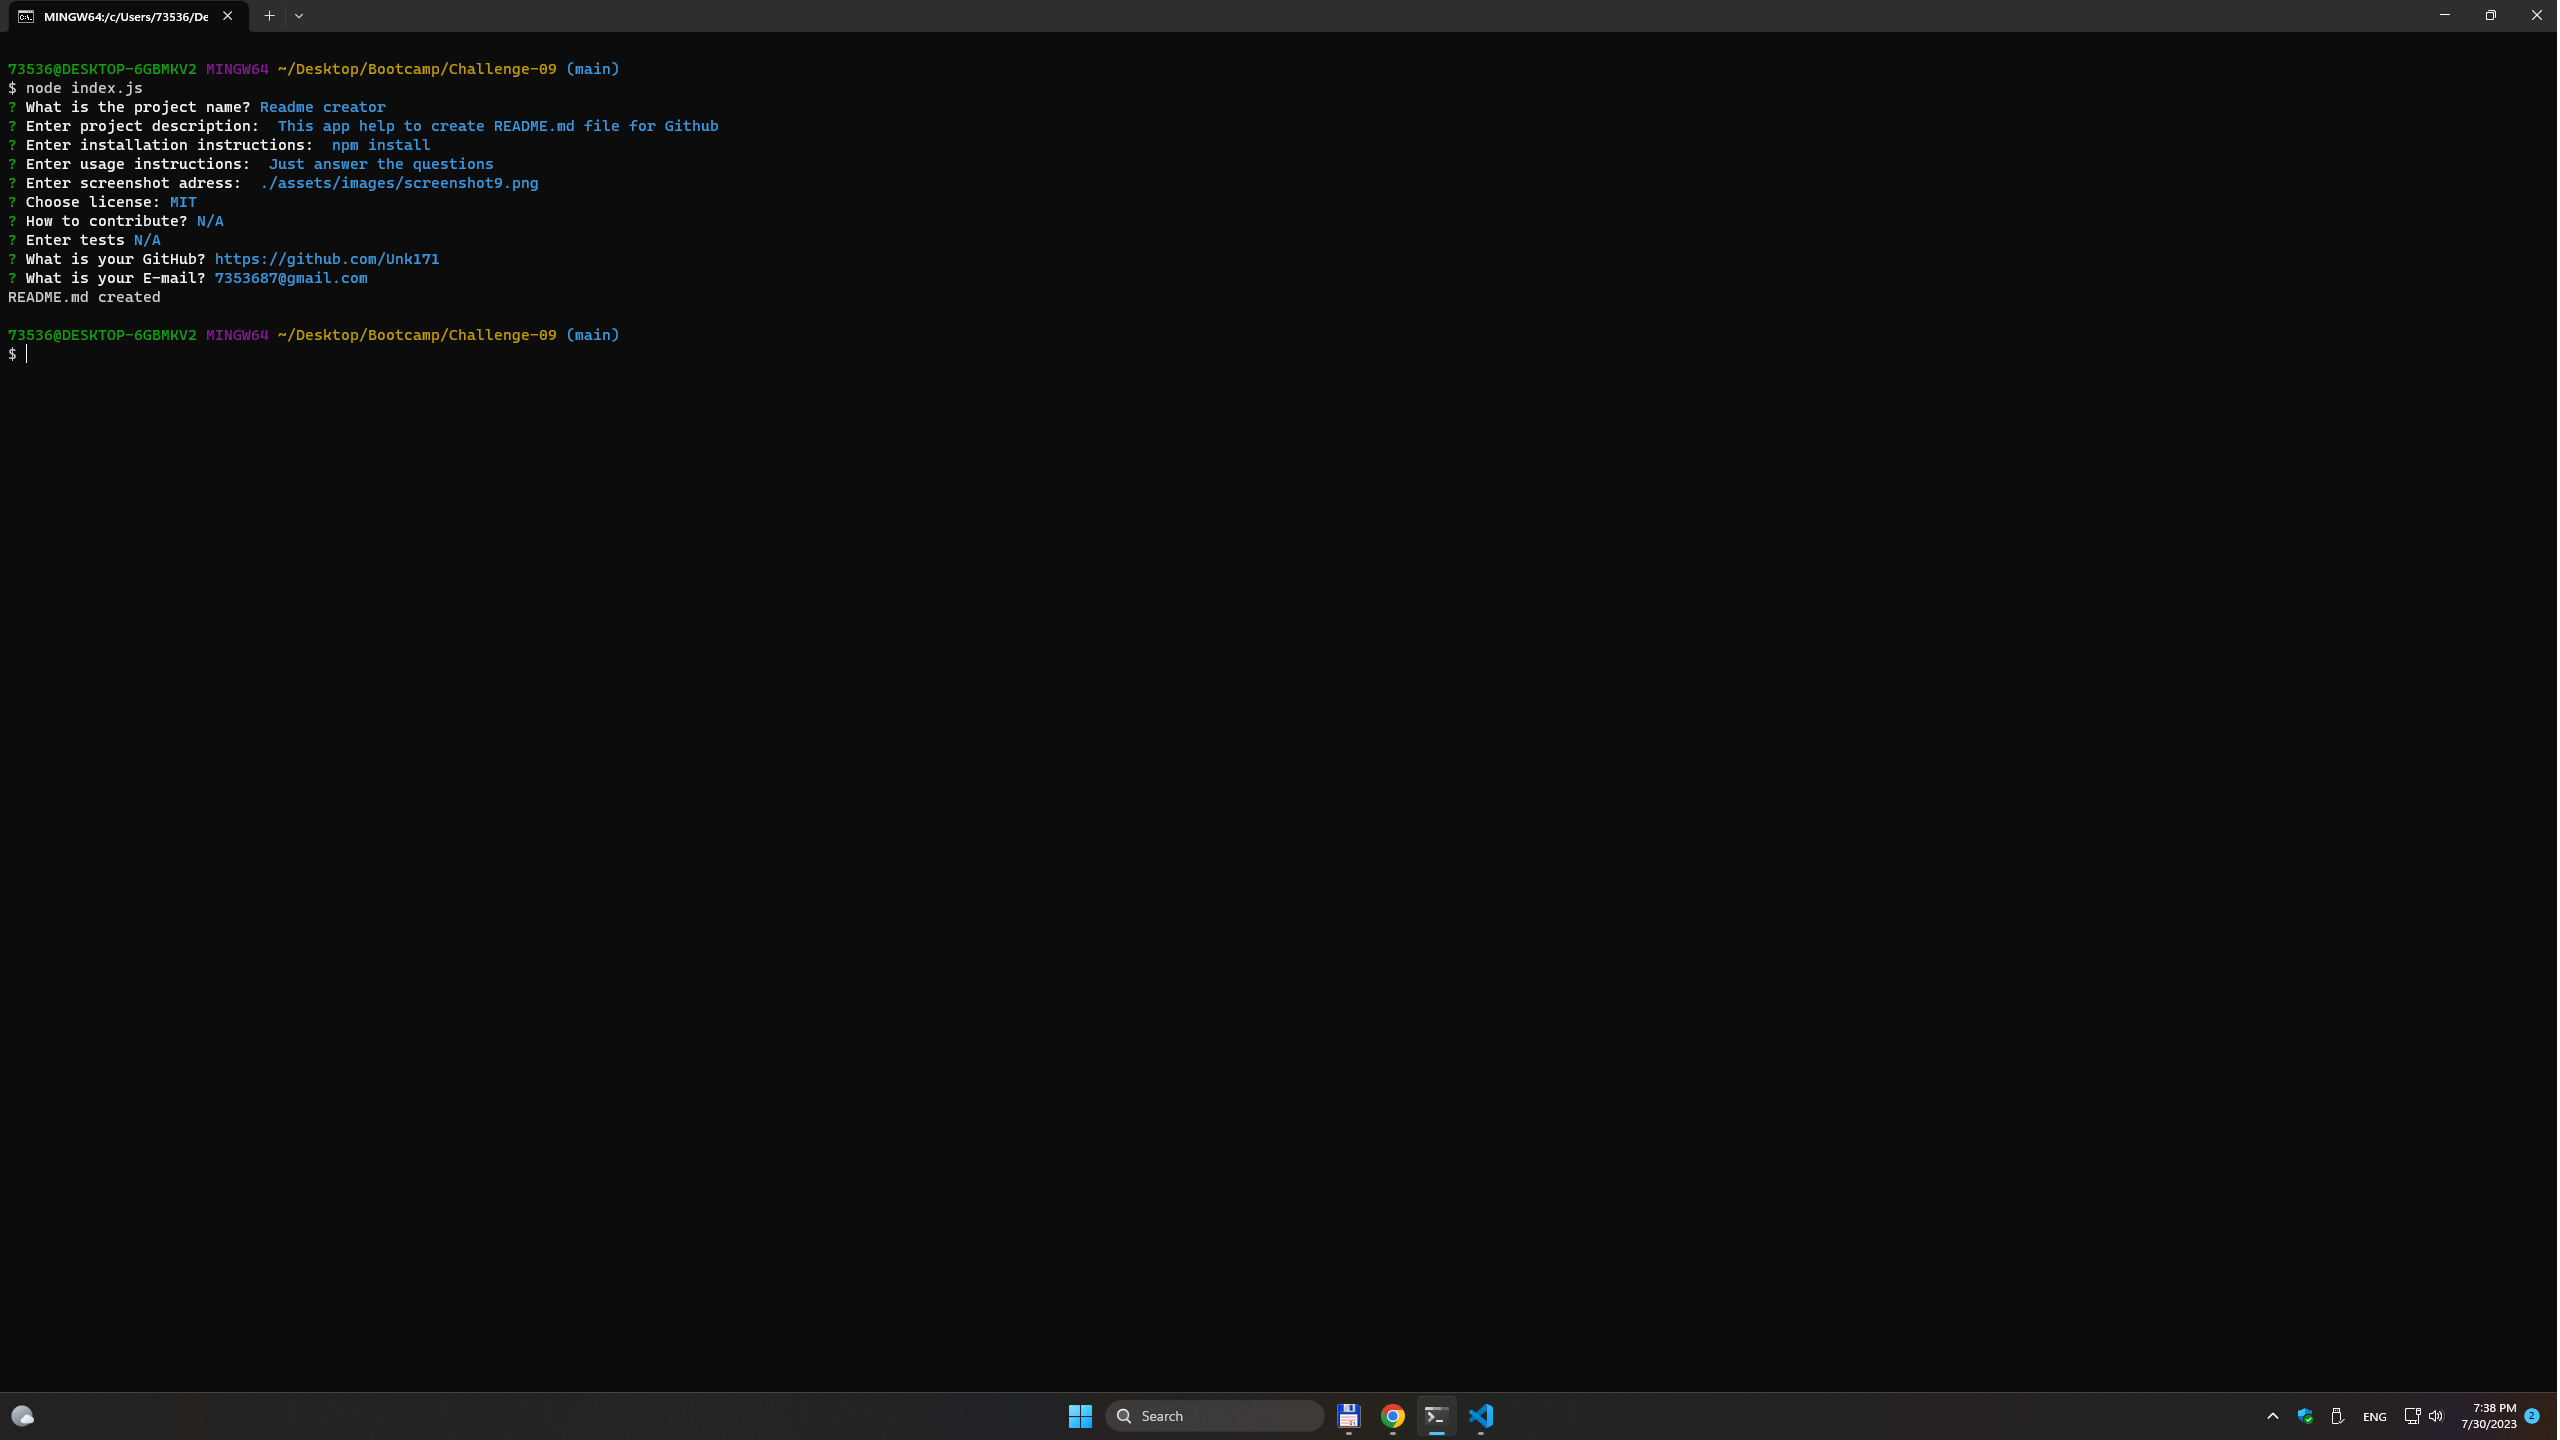 MINGW64:/c/Users/73536/De
73536@DESKTOP-6GBMKV2 MINGW64 ~/Desktop/Bootcamp/Challenge-09 (main)
$ node index.js
? What is the project name? Readme creator
? Enter project description:  This app help to create README.md file for Github
? Enter installation instructions:  npm install
? Enter usage instructions:  Just answer the questions
? Enter screenshot adress:  ./assets/images/screenshot9.png
? Choose license: MIT
? How to contribute? N/A
? Enter tests N/A
? What is your GitHub? https://github.com/Unk171
? What is your E-mail? 7353687@gmail.com
README.md created
73536@DESKTOP-6GBMKV2 MINGW64 ~/Desktop/Bootcamp/Challenge-09 (main)
$
Search
ENG
7:38 PM
7/30/2023
2